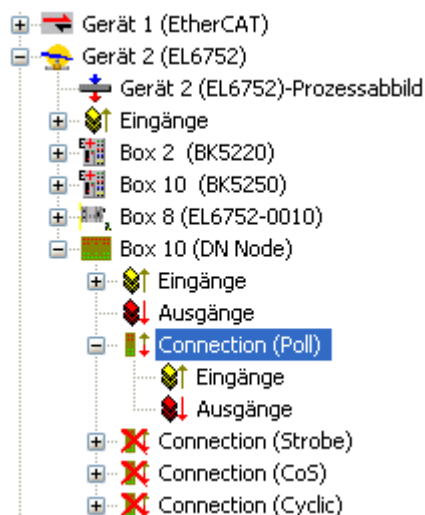 Gerät 1 (EtherCAT)
Gerät 2 (EL6752)
Gerät 2 (EL6752)-Prozessabbild
Eingänge
Box 2 (BK5220)
Box 10 (BK5250)
Box 8 (EL6752-0010)
Box 10 (DN Node)
Eingänge
Ausgänge
Connection (Poll)
Eingänge
Ausgänge
Connection (Strobe)
Connection (CoS)
Connection (Cyclic)